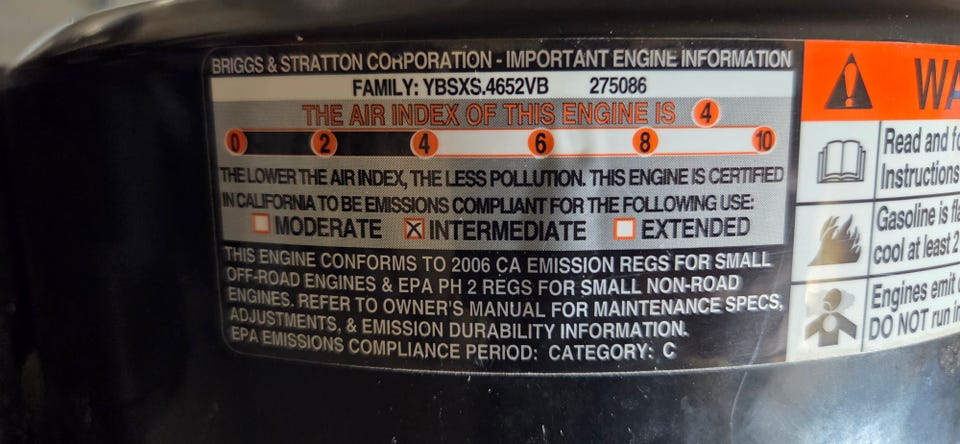 BRIGGS & STRATTON CORPORATION - IMPORTANT ENGINE INFORMATION
FAMILY: YBSXS.4652VB 275086
THE AIR INDEX OF THIS ENGINE IS 4
0 2 4 6 8 10
THE LOWER THE AIR INDEX, THE LESS POLLUTION. THIS ENGINE IS CERTIFIED
IN CALIFORNIA TO BE EMISSIONS COMPLIANT FOR THE FOLLOWING USE:
MODERATE INTERMEDIATE EXTENDED
THIS ENGINE CONFORMS TO 2006 CA EMISSION REGS FOR SMALL
OFF-ROAD ENGINES & EPA PH 2 REGS FOR SMALL NON-ROAD
ENGINES. REFER TO OWNER'S MANUAL FOR MAINTENANCE SPECS,
ADJUSTMENTS, & EMISSION DURABILITY INFORMATION.
EPA EMISSIONS COMPLIANCE PERIOD: CATEGORY: C
WA
Read and fo
Instructions
Gasoline is fla
cool at least 2
Engines emit c
DO NOT run in